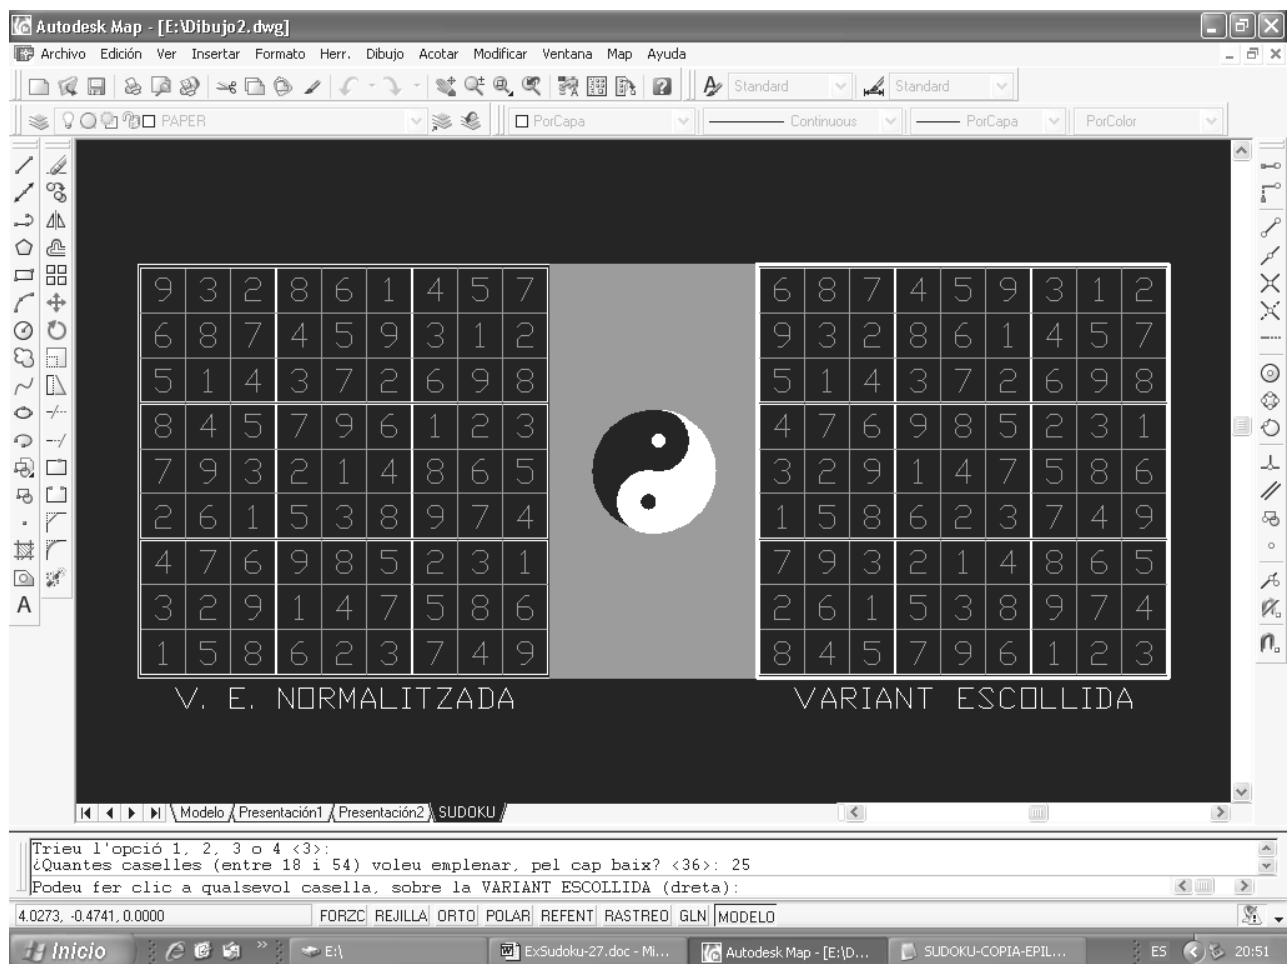 Autodesk Map - [E:\Dibujo2.dwg]
Archivo Edición Ver Insertar Formato Herr. Dibujo Acotar Modificar Ventana Map Ayuda
Standard Standard
PAPER PorCapa Continuous PorCapa PorColor
9 3 2 8 6 1 4 5 7 6 8 7 4 5 9 3 1 2
6 8 7 4 5 9 3 1 2 9 3 2 8 6 1 4 5 7
5 1 4 3 7 2 6 9 8 5 1 4 3 7 2 6 9 8
8 4 5 7 9 6 1 2 3 4 7 6 9 8 5 2 3 1
7 9 3 2 1 4 8 6 5 3 2 9 1 4 7 5 8 6
2 6 1 5 3 8 9 7 4 1 5 8 6 2 3 7 4 9
4 7 6 9 8 5 2 3 1 7 9 3 2 1 4 8 6 5
3 2 9 1 4 7 5 8 6 2 6 1 5 3 8 9 7 4
1 5 8 6 2 3 7 4 9 8 4 5 7 9 6 1 2 3
V. E. NORMALITZADA VARIANT ESCOLLIDA
A
Modelo Presentación1 Presentación2 SUDOKU
Trieu l'opció 1, 2, 3 o 4 <3>:
¿Quantes caselles (entre 18 i 54) voleu emplenar, pel cap baix? <36>: 25
Podeu fer clic a qualsevol casella, sobre la VARIANT ESCOLLIDA (dreta):
4.0273, -0.4741, 0.0000 FORZC REJILLA ORTO POLAR REFENT RASTREO GLN MODELO
Inicio » E:\ ExSudoku-27.doc - Mi... Autodesk Map - [E:\D... SUDOKU-COPIA-EPIL... ES 20:51